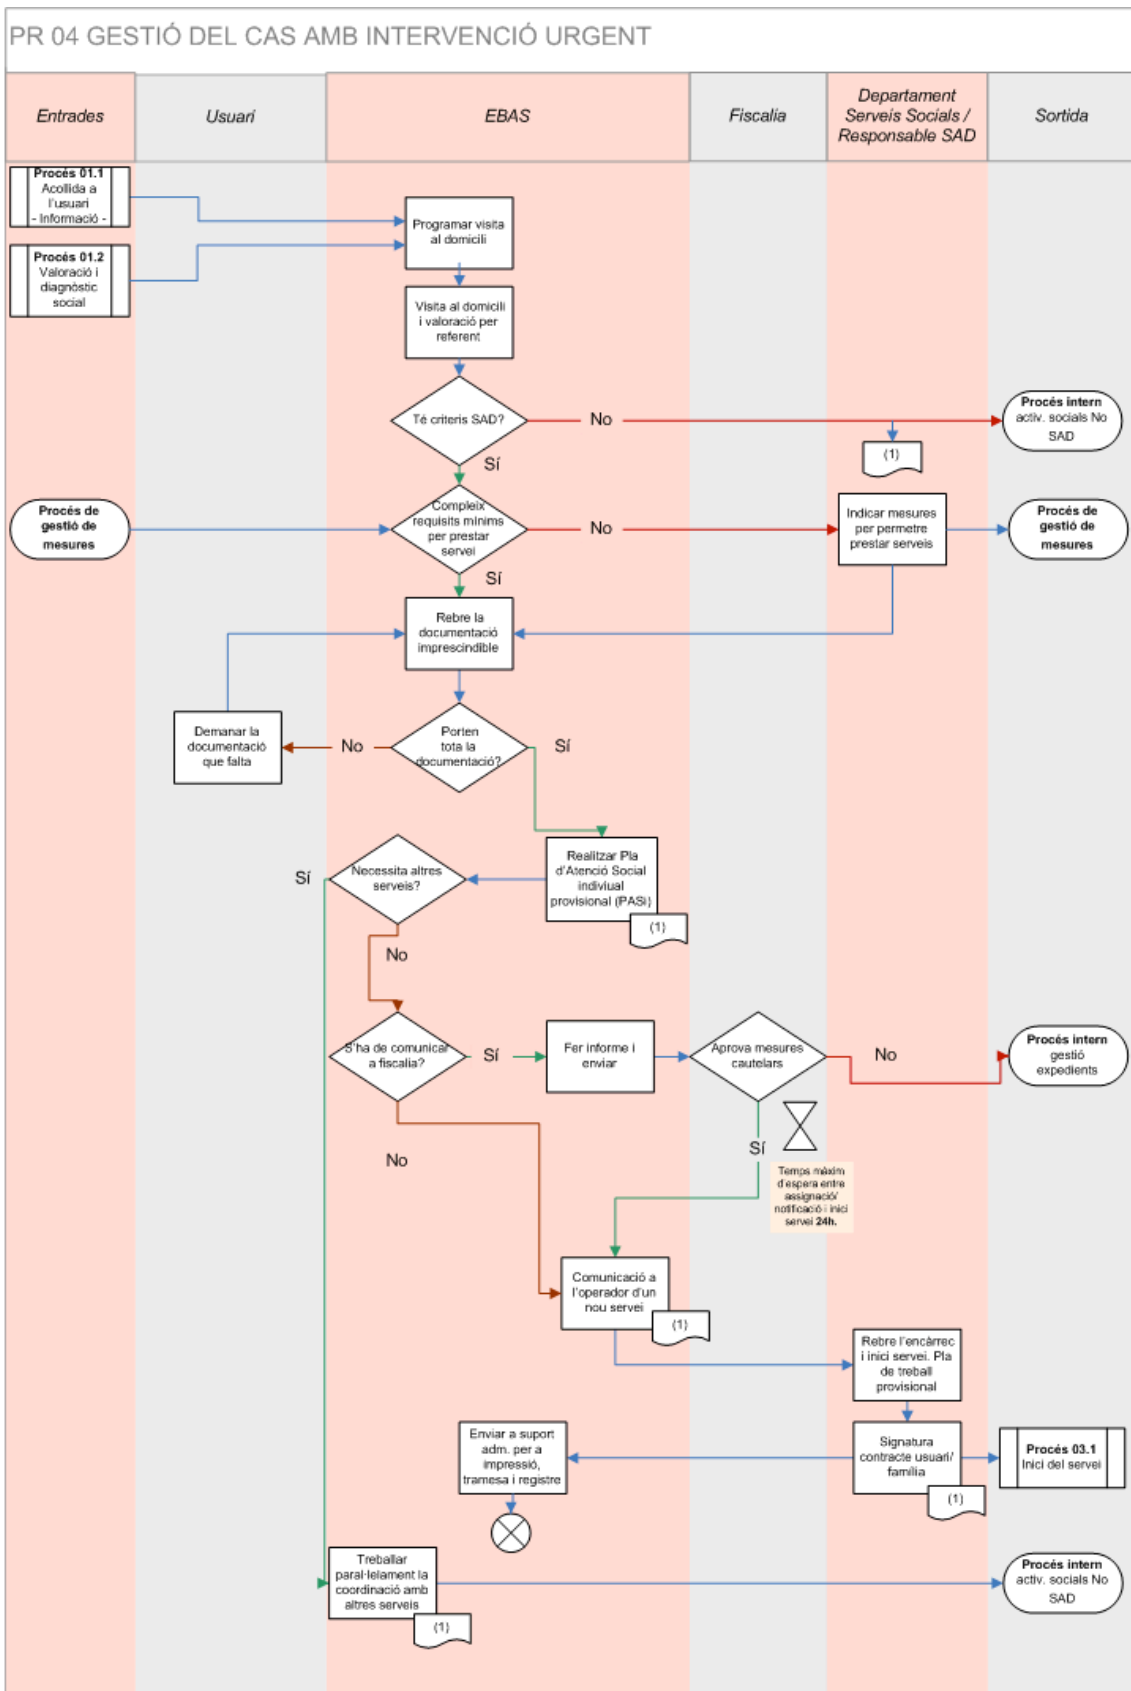 PR 04 GESTIÓ DEL CAS AMB INTERVENCIÓ URGENT
Entrades
Usuari
EBAS
Fiscalia
Departament
Serveis Socials /
Responsable SAD
Sortida
Procés 01.1
Acollida a
l'usuari
- Informació -
Programar visita
al domicili
Procés 01.2
Valoració i
diagnòstic
social
Visita al domicili
i valoració per
referent
Té criteris SAD?
No
Procés intern
activ. socials No
SAD
(1)
Sí
Procés de
gestió de
mesures
Compleix
requisits mínims
per prestar
servei
No
Indicar mesures
per permetre
prestar serveis
Procés de
gestió de
mesures
Sí
Rebre la
documentació
imprescindible
Demanar la
documentació
que falta
No
Porten
tota la
documentació?
Sí
Realitzar Pla
d'Atenció Social
indiviual
provisional (PASi)
(1)
Sí
Necessita altres
serveis?
No
S'ha de comunicar
a fiscalia?
Sí
Fer informe i
enviar
Aprova mesures
cautelars
No
Procés intern
gestió
expedients
No
Sí
Temps màxim
d'espera entre
assignació/
notificació i inici
servei 24h.
Comunicació a
l'operador d'un
nou servei
(1)
Rebre l'encàrrec
i inici servei. Pla
de treball
provisional
Enviar a suport
adm. per a
impressió,
tramesa i registre
Signatura
contracte usuari/
família
(1)
Procés 03.1
Inici del servei
Treballar
paral·lelament la
coordinació amb
altres serveis
(1)
Procés intern
activ. socials No
SAD